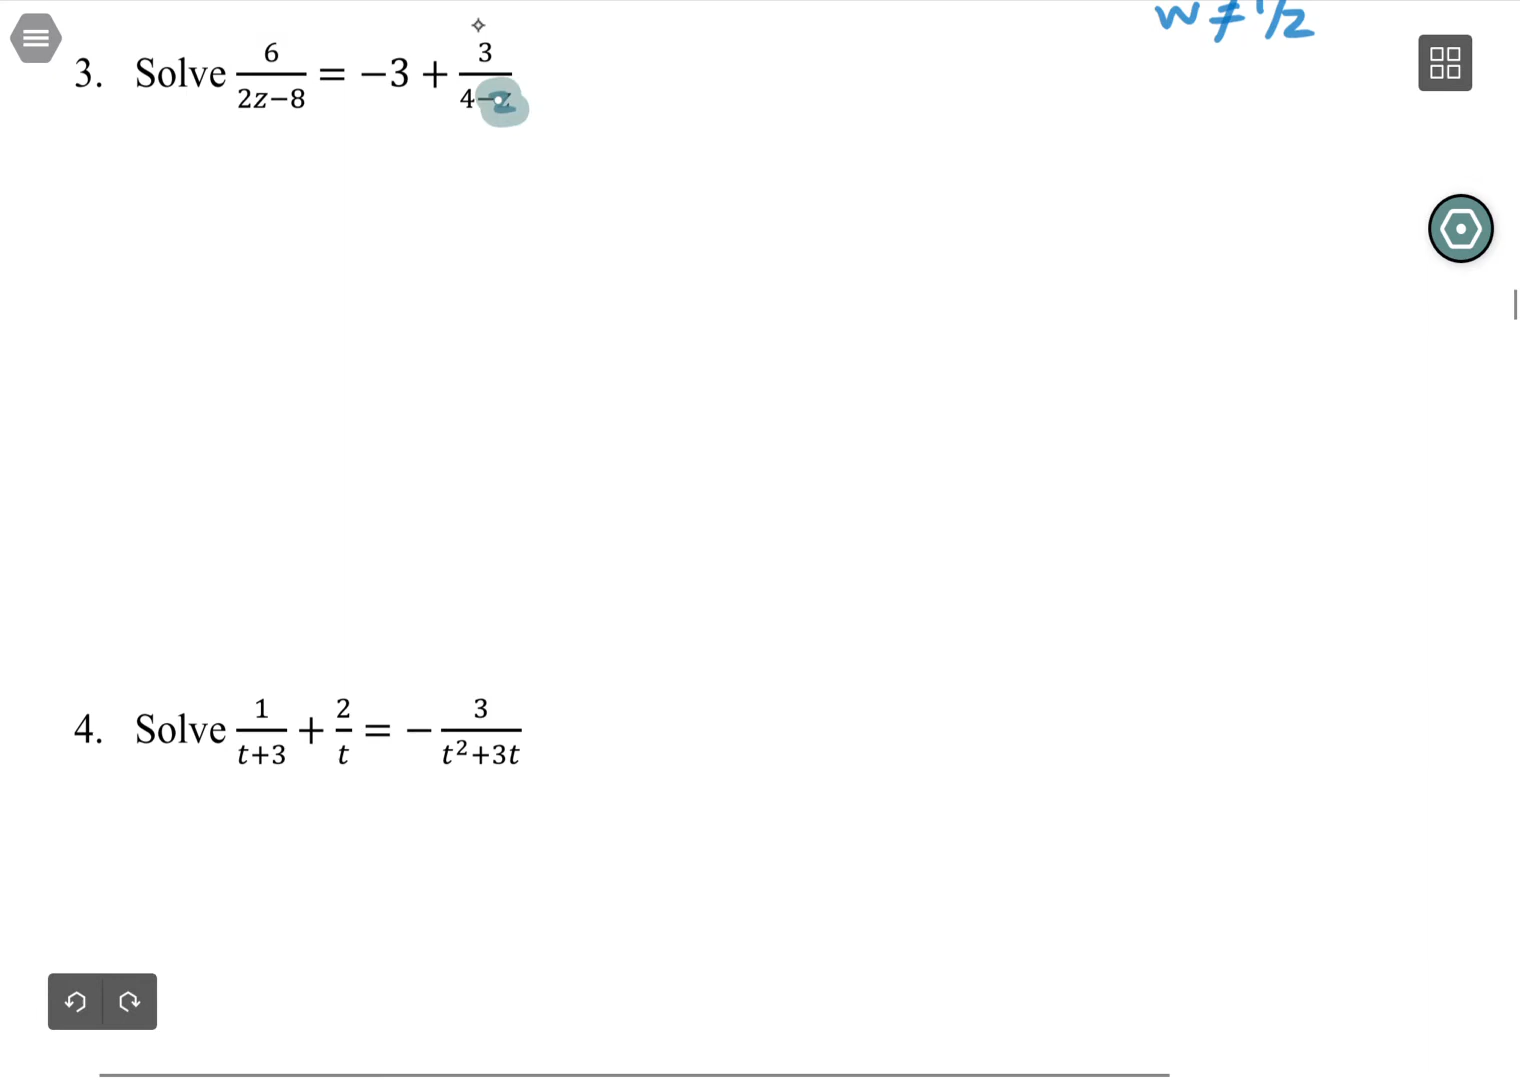 w ≠ 1/2
3. Solve 6/(2z−8) = −3 + 3/(4−z)
4. Solve 1/(t+3) + 2/t = − 3/(t²+3t)